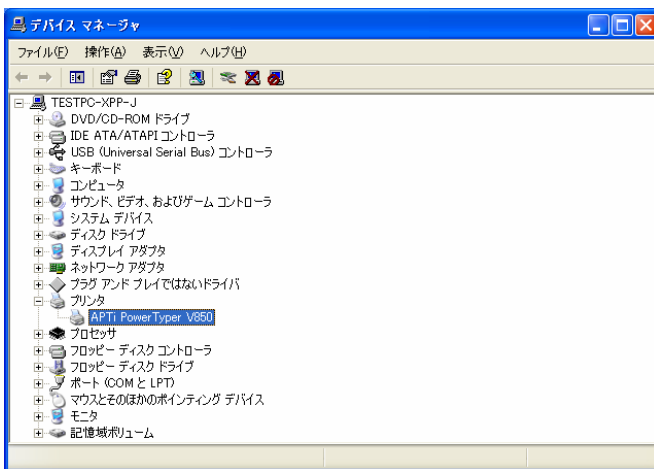 デバイス マネージャ
ファイル(F) 操作(A) 表示(V) ヘルプ(H)
TESTPC-XPP-J
DVD/CD-ROM ドライブ
IDE ATA/ATAPI コントローラ
USB (Universal Serial Bus) コントローラ
キーボード
コンピュータ
サウンド、ビデオ、およびゲーム コントローラ
システム デバイス
ディスク ドライブ
ディスプレイ アダプタ
ネットワーク アダプタ
プラグ アンド プレイではないドライバ
プリンタ
APTi PowerTyper V850
プロセッサ
フロッピー ディスク コントローラ
フロッピー ディスク ドライブ
ポート (COM と LPT)
マウスとそのほかのポインティング デバイス
モニタ
記憶域ボリューム